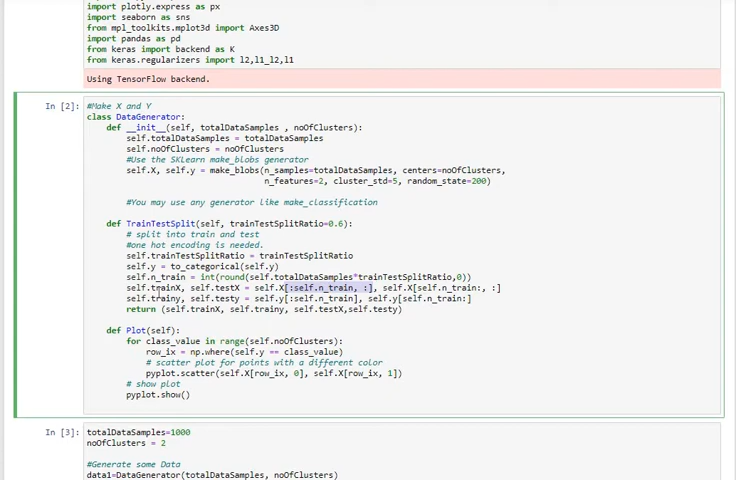 import plotly.express as px
import seaborn as sns
from mpl_toolkits.mplot3d import Axes3D
import pandas as pd
from keras import backend as K
from keras.regularizers import l2,l1_l2,l1
Using TensorFlow backend.
In [2]:
#Make X and Y
class DataGenerator:
def __init__(self, totalDataSamples , noOfClusters):
self.totalDataSamples = totalDataSamples
self.noOfClusters = noOfClusters
#Use the SKLearn make_blobs generator
self.X, self.y = make_blobs(n_samples=totalDataSamples, centers=noOfClusters,
n_features=2, cluster_std=5, random_state=200)
#You may use any generator like make_classification
def TrainTestSplit(self, trainTestSplitRatio=0.6):
# split into train and test
#one hot encoding is needed.
self.trainTestSplitRatio = trainTestSplitRatio
self.y = to_categorical(self.y)
self.n_train = int(round(self.totalDataSamples*trainTestSplitRatio,0))
self.trainX, self.testX = self.X[:self.n_train, :], self.X[self.n_train:, :]
self.trainy, self.testy = self.y[:self.n_train], self.y[self.n_train:]
return (self.trainX, self.trainy, self.testX,self.testy)
def Plot(self):
for class_value in range(self.noOfClusters):
row_ix = np.where(self.y == class_value)
# scatter plot for points with a different color
pyplot.scatter(self.X[row_ix, 0], self.X[row_ix, 1])
# show plot
pyplot.show()
In [3]:
totalDataSamples=1000
noOfClusters = 2
#Generate some Data
data1=DataGenerator(totalDataSamples, noOfClusters)